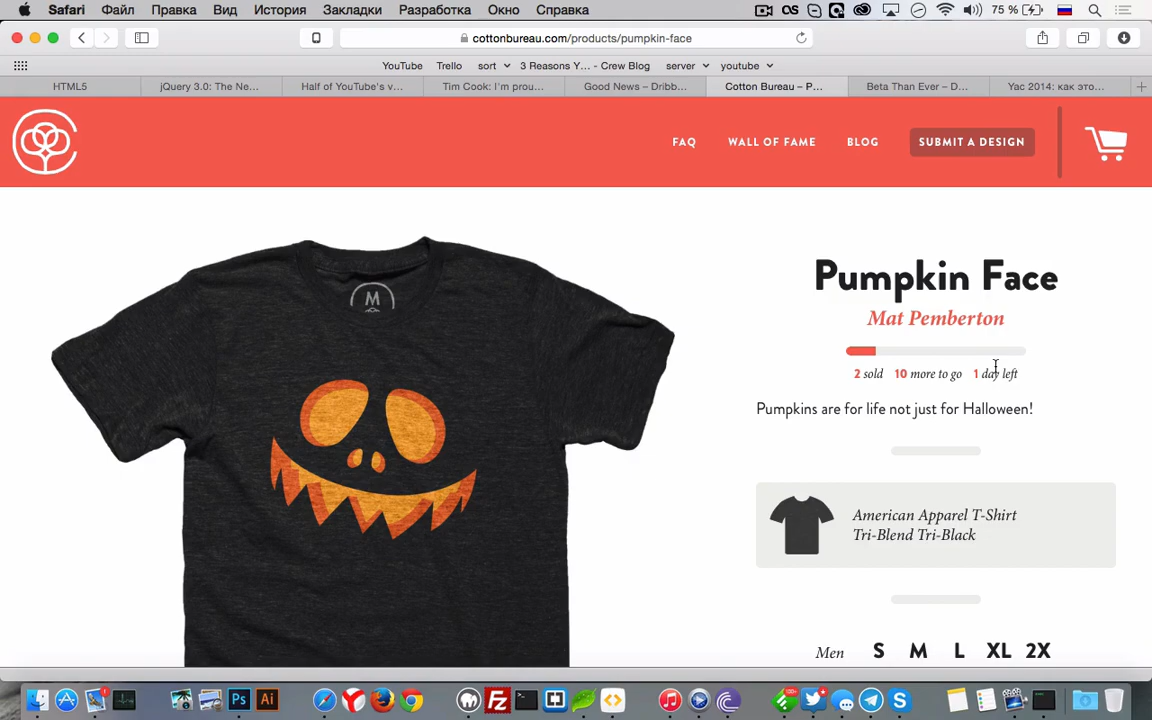 Safari Файл Правка Вид История Закладки Разработка Окно Справка 75 %
cottonbureau.com/products/pumpkin-face
YouTube Trello sort 3 Reasons Y… - Crew Blog server youtube
HTML5 jQuery 3.0: The Ne… Half of YouTube's v… Tim Cook: I'm prou… Good News – Dribb… Cotton Bureau – P… Beta Than Ever – D… Yac 2014: как это…
FAQ WALL OF FAME BLOG SUBMIT A DESIGN
M
Pumpkin Face
Mat Pemberton
2 sold 10 more to go 1 day left
Pumpkins are for life not just for Halloween!
American Apparel T-Shirt
Tri-Blend Tri-Black
Men S M L XL 2X
Ps Ai Fz